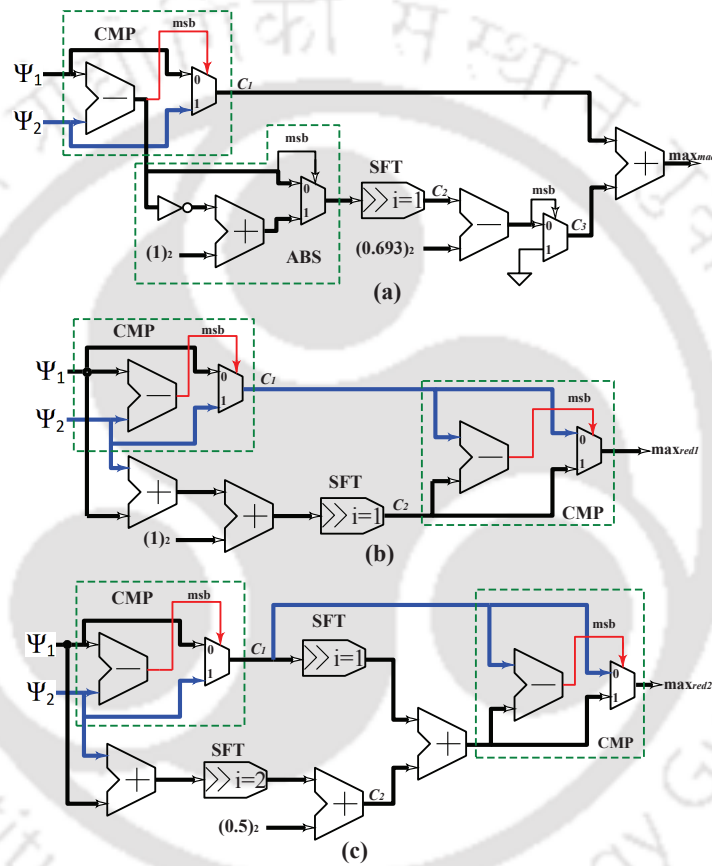 CMP
msb
Ψ1
Ψ2
0
1
C1
msb
ABS
0
1
(1)2
SFT
>> i=1
C2
(0.693)2
msb
0
1
C3
(a)
CMP
msb
Ψ1
Ψ2
0
1
C1
(1)2
SFT
>> i=1
C2
msb
0
1
CMP
maxred1
(b)
CMP
msb
Ψ1
Ψ2
0
1
C1
SFT
>> i=1
SFT
>> i=2
(0.5)2
C2
msb
0
1
CMP
maxred2
(c)